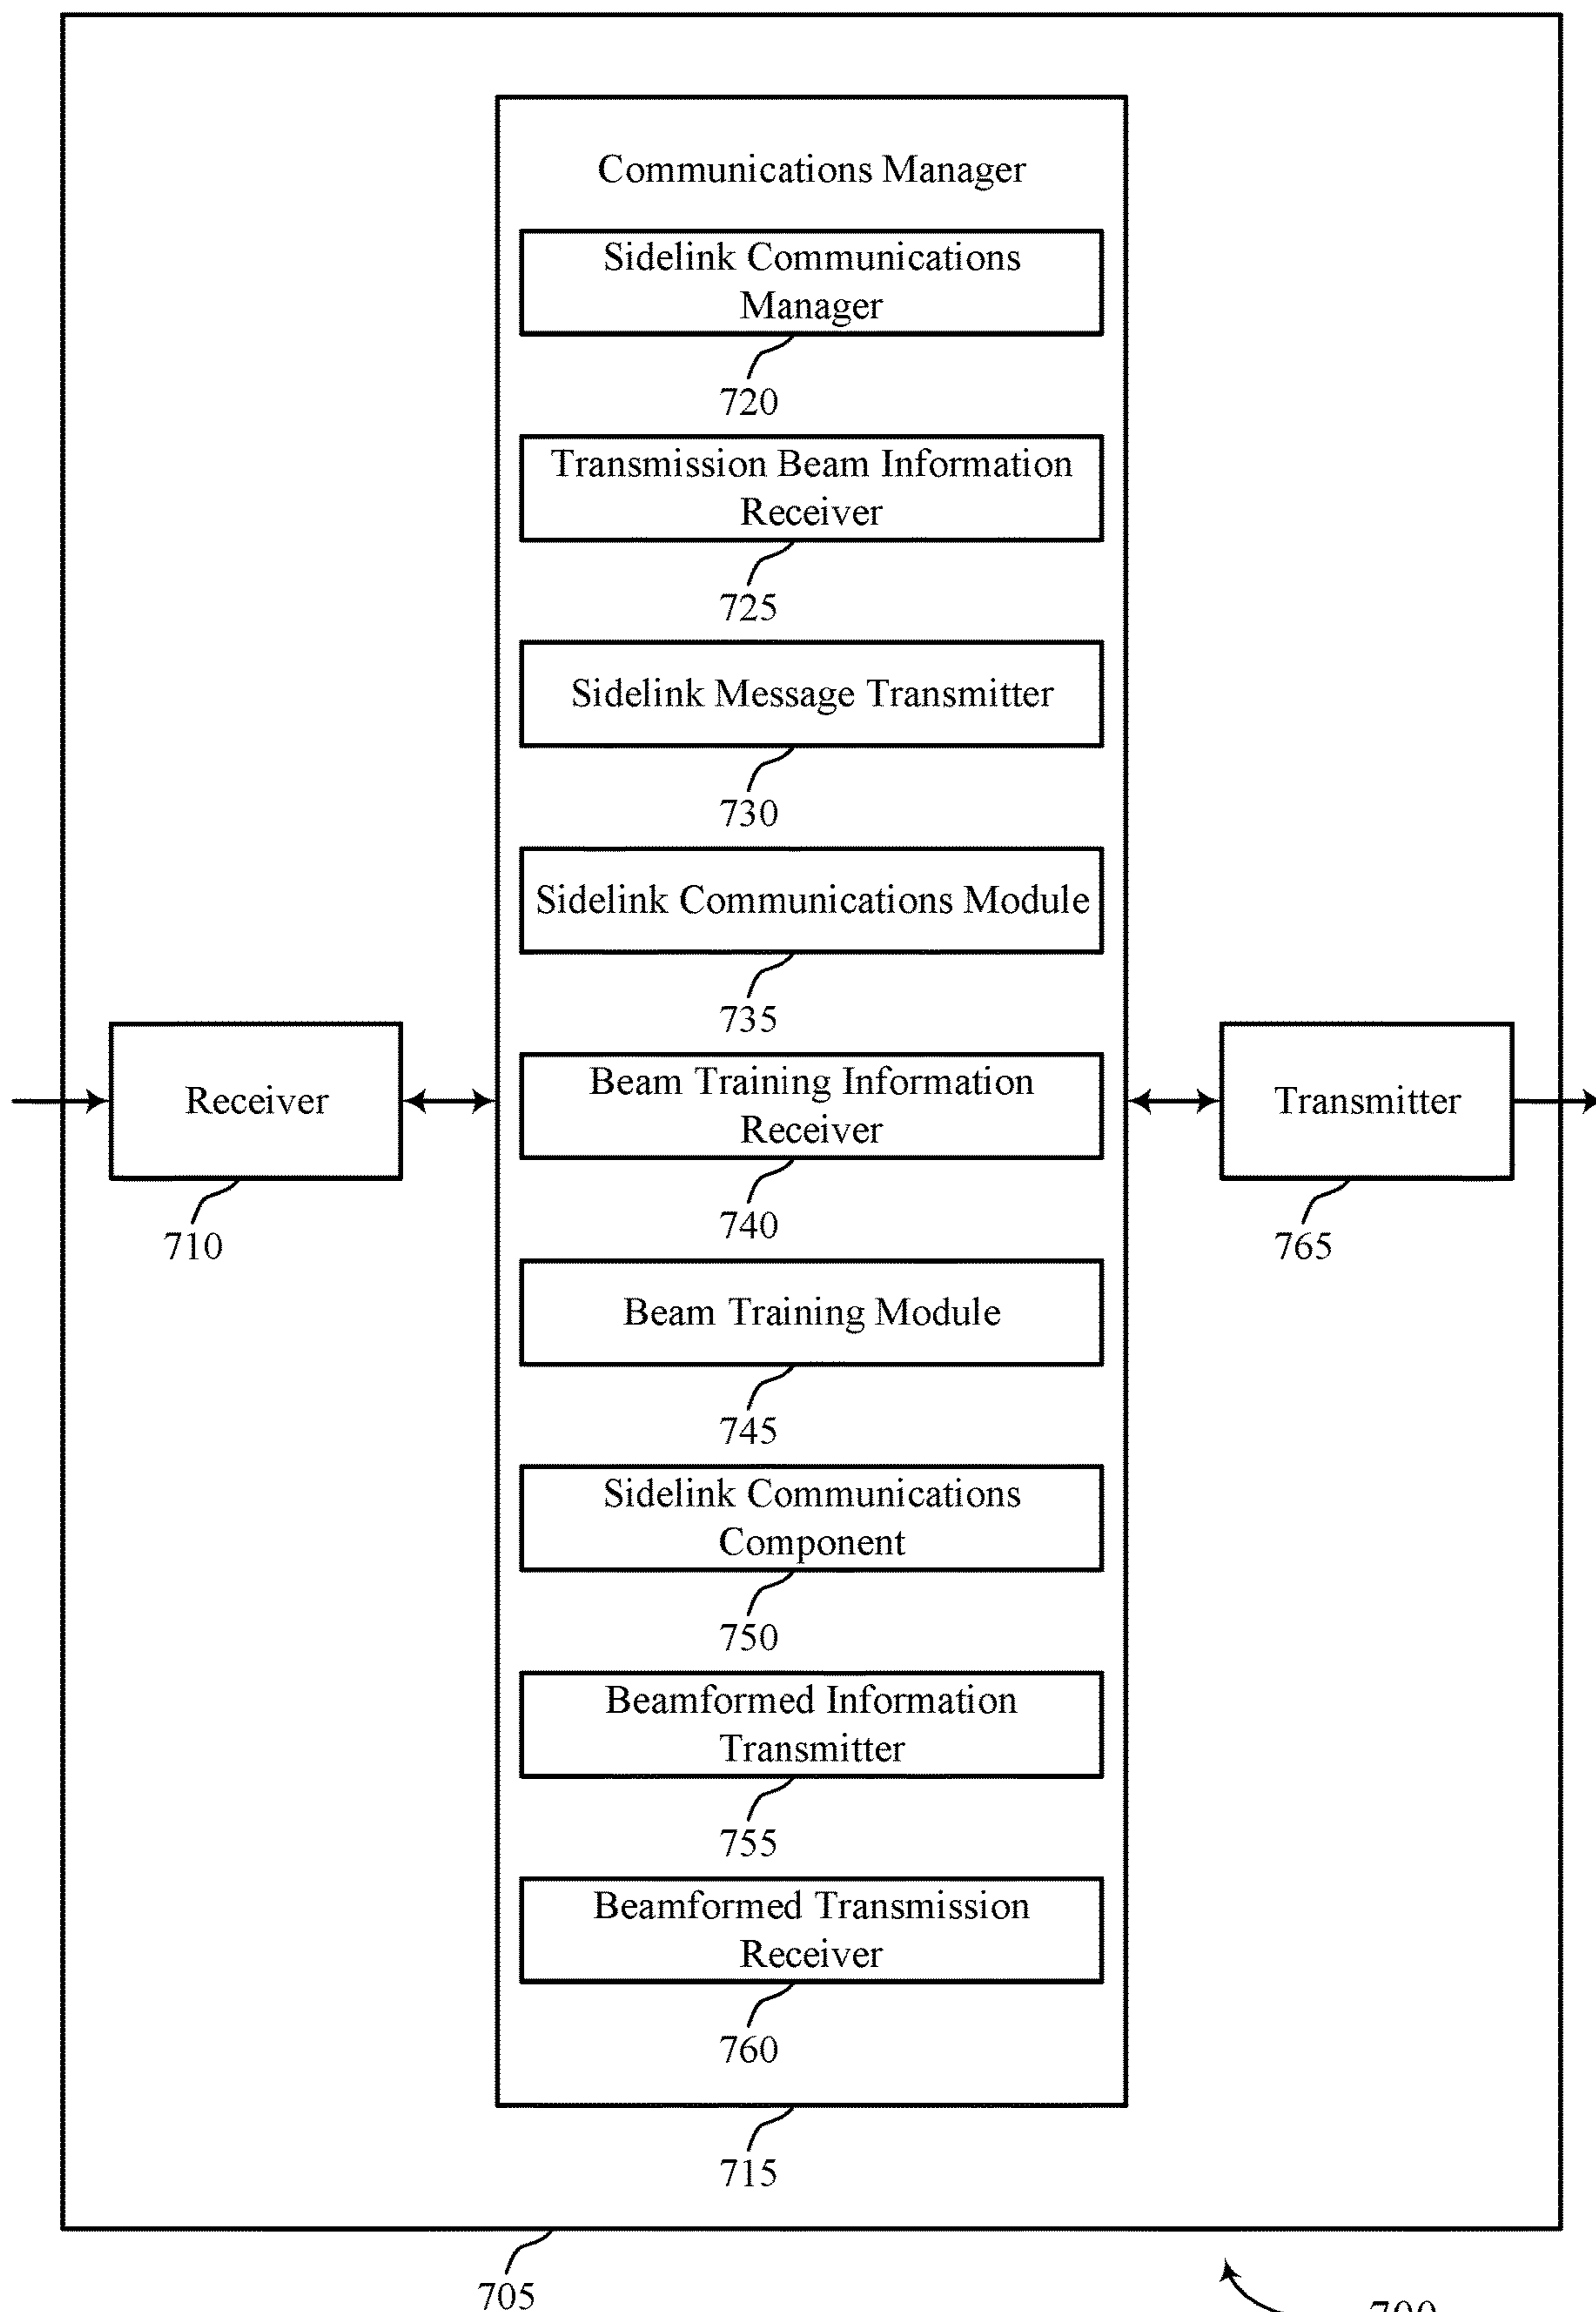 Communications Manager
Sidelink Communications
Manager
720
Transmission Beam Information
Receiver
725
Sidelink Message Transmitter
730
Sidelink Communications Module
735
Receiver
710
Beam Training Information
Receiver
740
Transmitter
765
Beam Training Module
745
Sidelink Communications
Component
750
Beamformed Information
Transmitter
755
Beamformed Transmission
Receiver
760
715
705
700